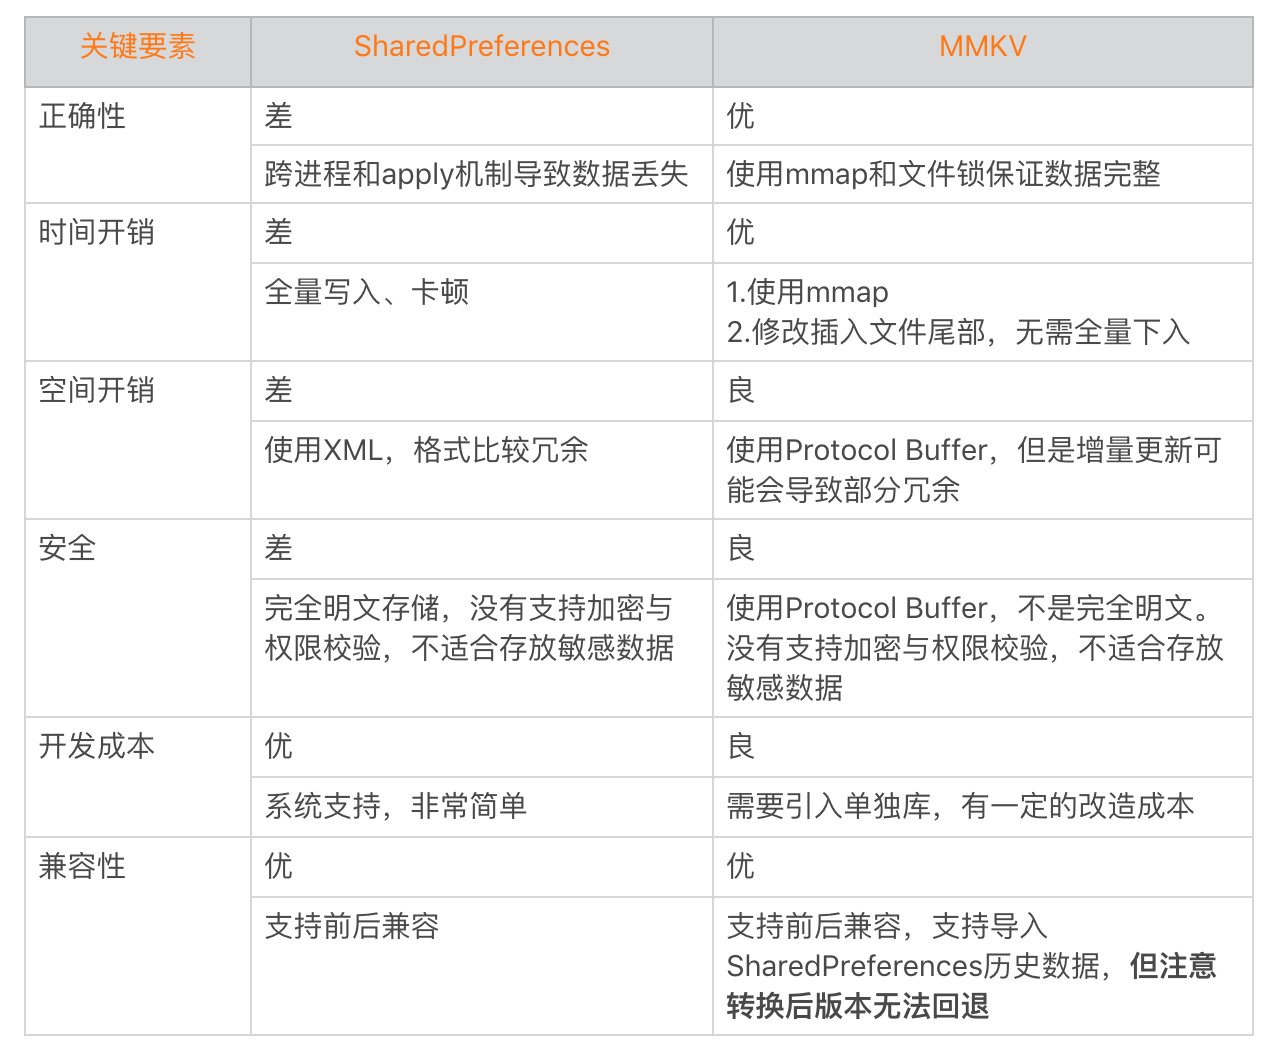 关键要素
SharedPreferences
MMKV
正确性
差
优
跨进程和apply机制导致数据丢失
使用mmap和文件锁保证数据完整
时间开销
差
优
全量写入、卡顿
1.使用mmap
2.修改插入文件尾部，无需全量下入
空间开销
差
良
使用XML，格式比较冗余
使用Protocol Buffer，但是增量更新可
能会导致部分冗余
安全
差
良
完全明文存储，没有支持加密与
权限校验，不适合存放敏感数据
使用Protocol Buffer，不是完全明文。
没有支持加密与权限校验，不适合存放
敏感数据
开发成本
优
良
系统支持，非常简单
需要引入单独库，有一定的改造成本
兼容性
优
优
支持前后兼容
支持前后兼容，支持导入
SharedPreferences历史数据，但注意
转换后版本无法回退